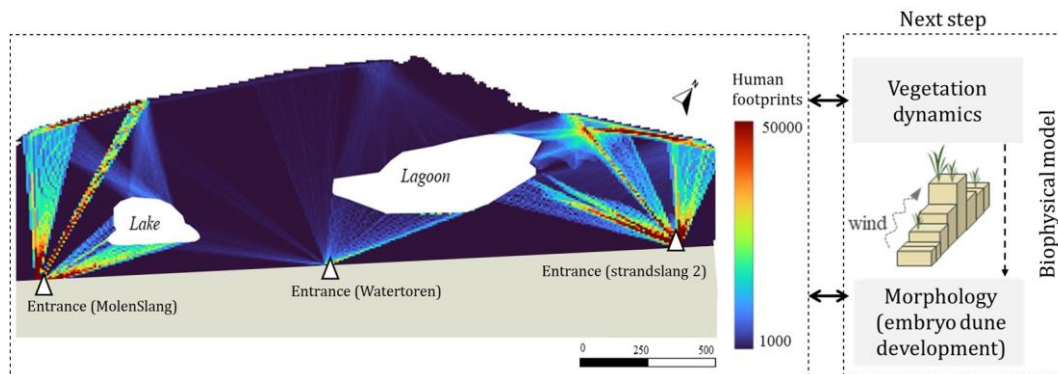 Next step
Human
footprints
50000
1000
N
Lagoon
Lake
Entrance (MolenSlang)
Entrance (Watertoren)
Entrance (strandslang 2)
0 250 500
Vegetation
dynamics
wind
Morphology
(embryo dune
development)
Biophysical model